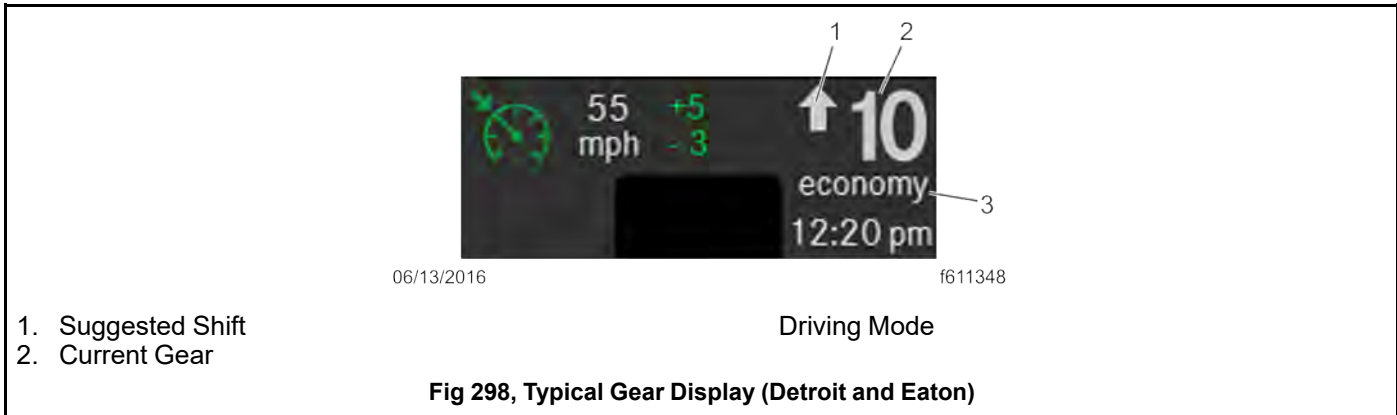 1 2
55 +5
mph - 3
10
economy
3
12:20 pm
06/13/2016 f611348
1. Suggested Shift Driving Mode
2. Current Gear
Fig 298, Typical Gear Display (Detroit and Eaton)